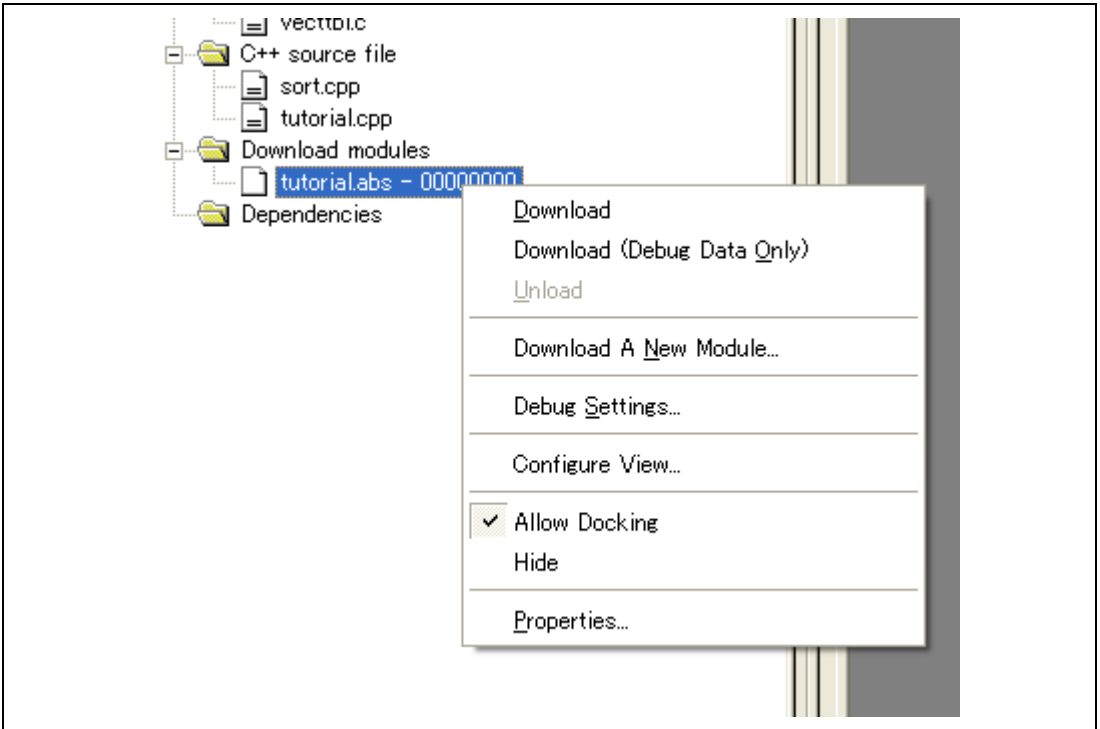 vecttbl.c
C++ source file
sort.cpp
tutorial.cpp
Download modules
tutorial.abs - 00000000
Dependencies
Download
Download (Debug Data Only)
Unload
Download A New Module...
Debug Settings...
Configure View...
Allow Docking
Hide
Properties...